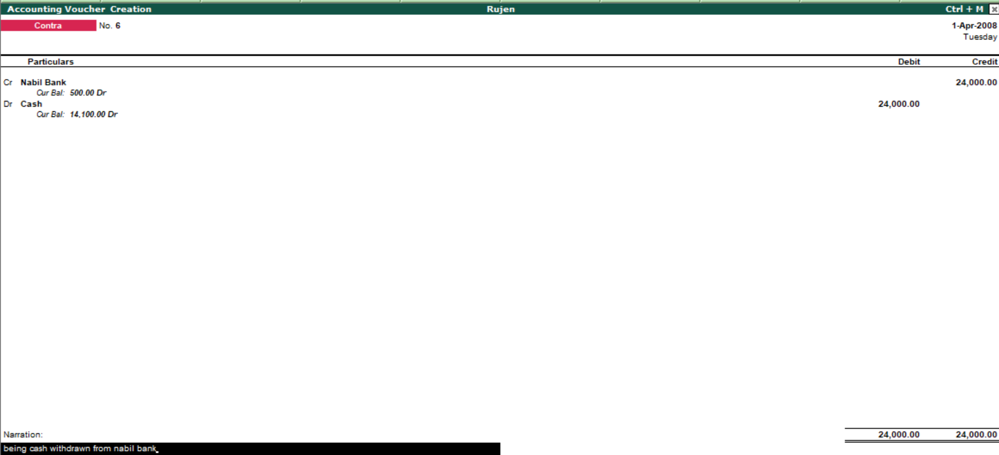 Accounting Voucher Creation Rujen Ctrl + M
Contra No. 6 1-Apr-2008
Tuesday
Particulars Debit Credit
Cr Nabil Bank 24,000.00
Cur Bal: 500.00 Dr
Dr Cash 24,000.00
Cur Bal: 14,100.00 Dr
Narration: 24,000.00 24,000.00
being cash withdrawn from nabil bank